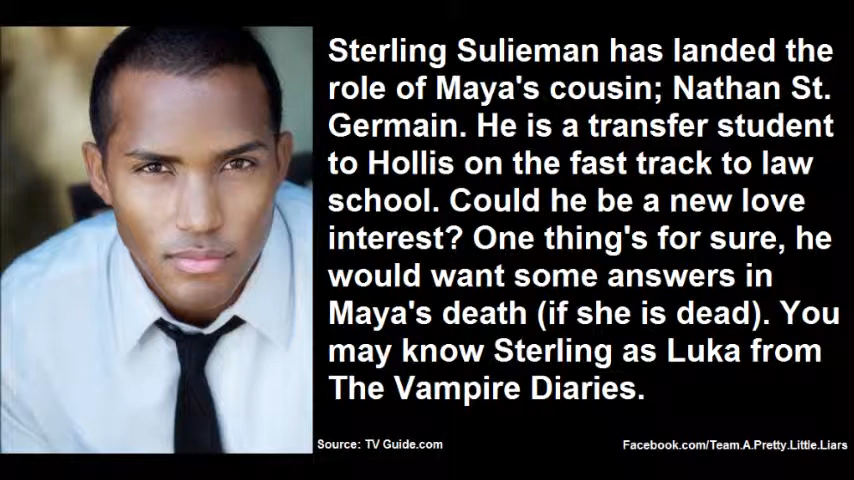 Sterling Sulieman has landed the
role of Maya's cousin; Nathan St.
Germain. He is a transfer student
to Hollis on the fast track to law
school. Could he be a new love
interest? One thing's for sure, he
would want some answers in
Maya's death (if she is dead). You
may know Sterling as Luka from
The Vampire Diaries.
Source: TV Guide.com
Facebook.com/Team.A.Pretty.Little.Liars